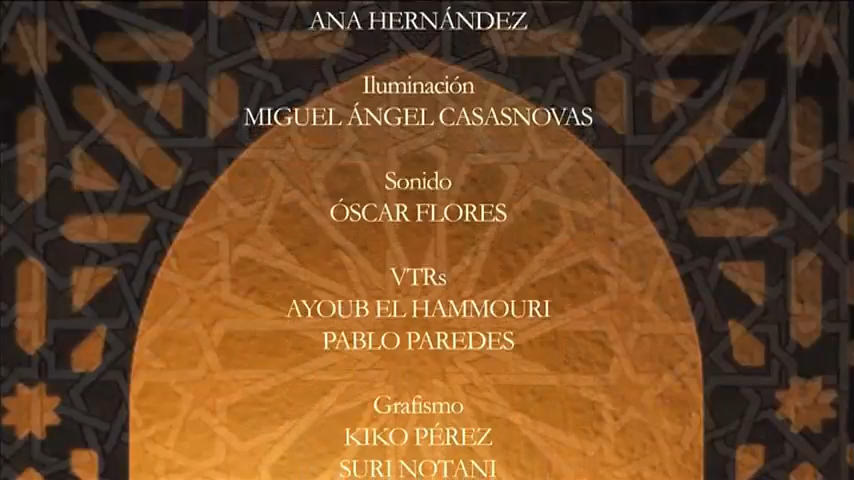 ANA HERNÁNDEZ
Iluminación
MIGUEL ÁNGEL CASASNOVAS
Sonido
ÓSCAR FLORES
VTRs
AYOUB EL HAMMOURI
PABLO PAREDES
Grafismo
KIKO PÉREZ
SURI NOTANI